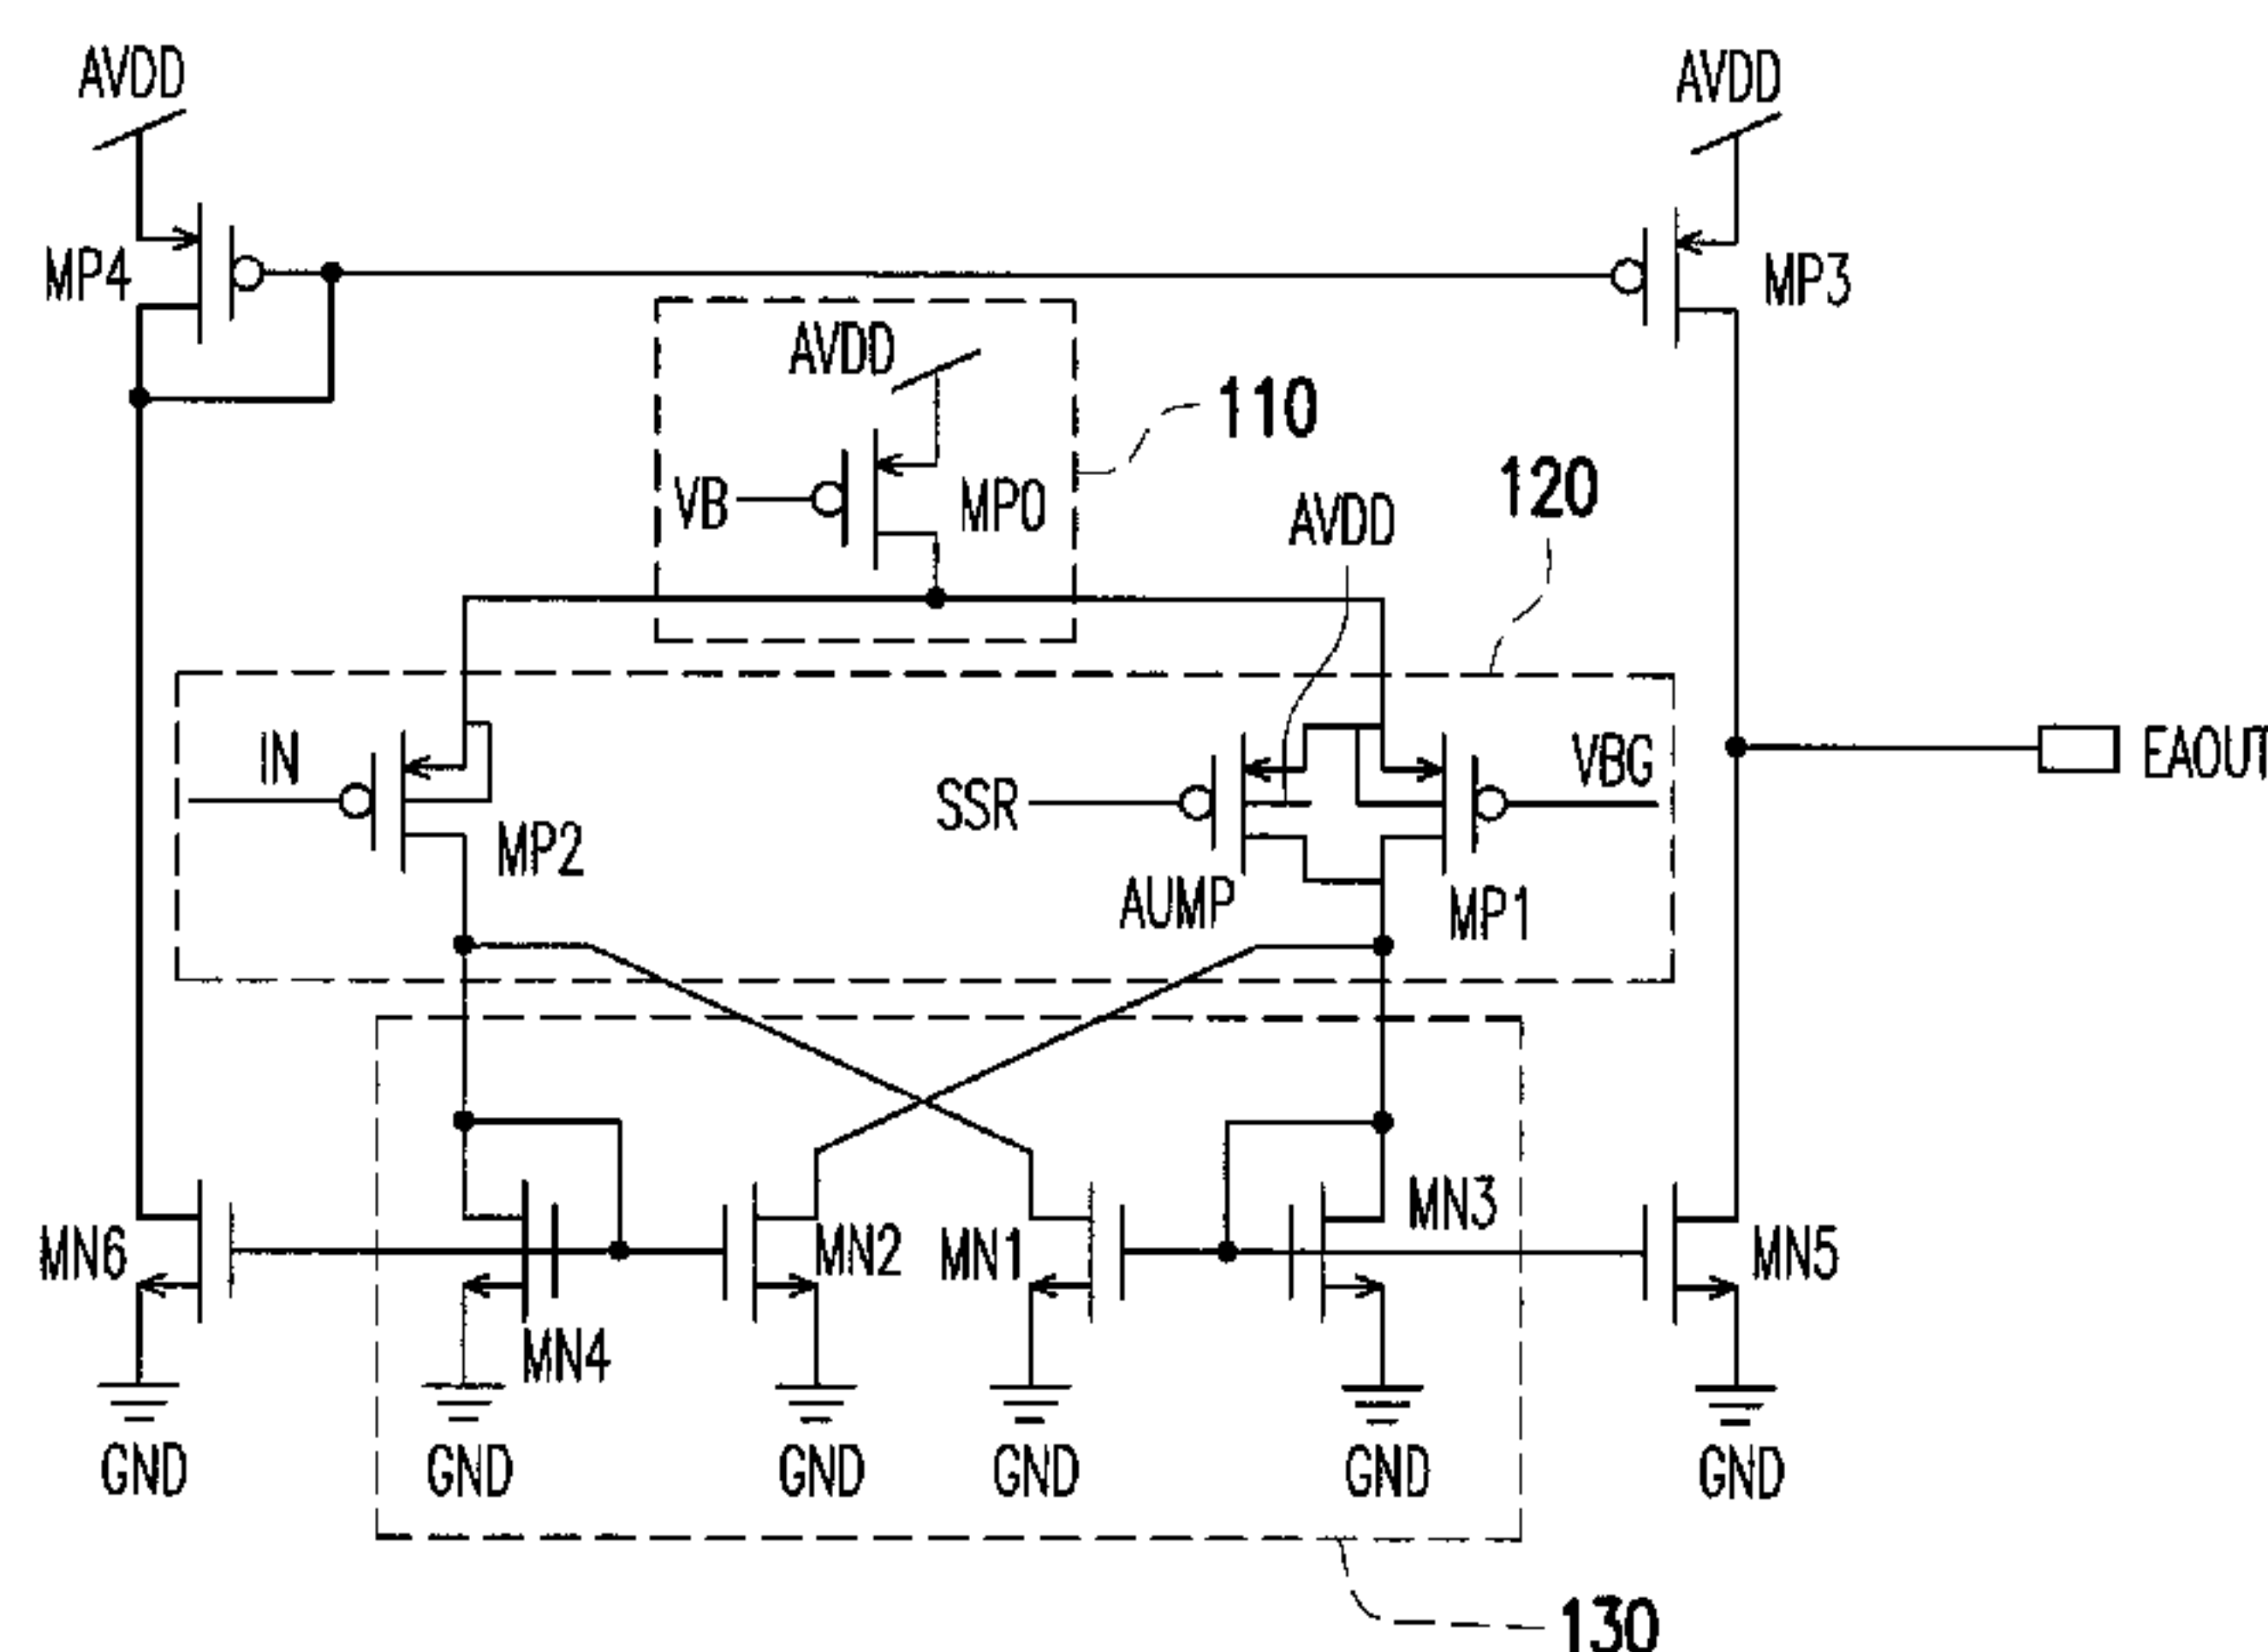 AVDD
AVDD
MP4
MP3
AVDD
110
VB
MP0
120
AVDD
IN
MP2
SSR
AUMP
MP1
VBG
EAOUT
MN6
MN4
MN2
MN1
MN3
MN5
GND
GND
GND
GND
GND
GND
130